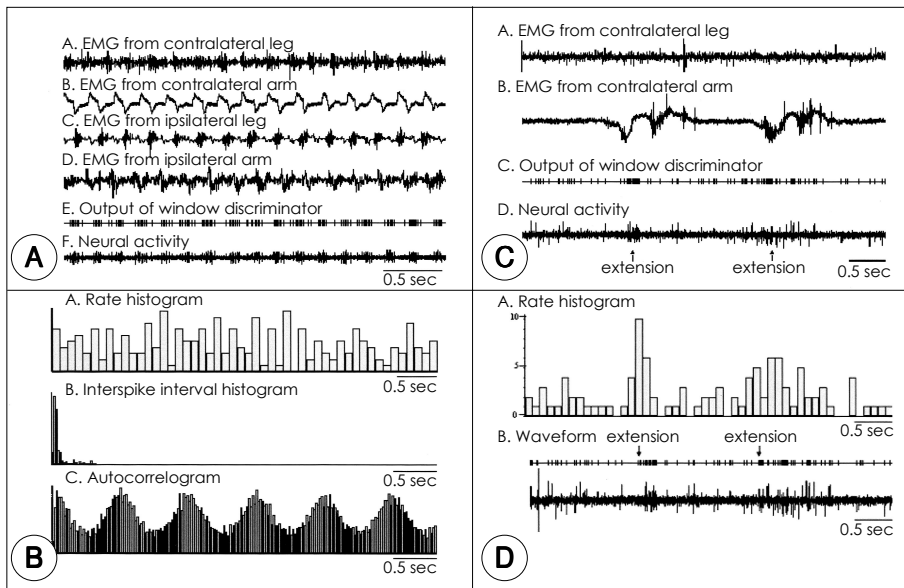 A. EMG from contralateral leg
B. EMG from contralateral arm
C. EMG from ipsilateral leg
D. EMG from ipsilateral arm
E. Output of window discriminator
F. Neural activity
0.5 sec
A
A. Rate histogram
0.5 sec
B. Interspike interval histogram
0.5 sec
C. Autocorrelogram
0.5 sec
B
A. EMG from contralateral leg
B. EMG from contralateral arm
C. Output of window discriminator
D. Neural activity
extension extension 0.5 sec
C
A. Rate histogram
10
5
0
0.5 sec
B. Waveform extension extension
0.5 sec
D